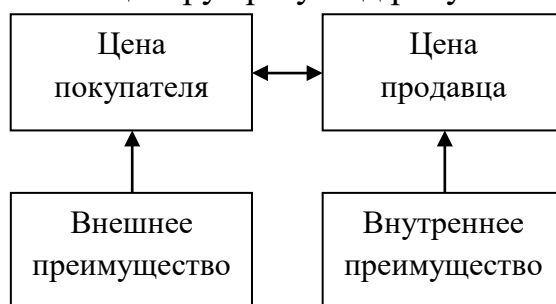 Цена
покупателя
Цена
продавца
Внешнее
преимущество
Внутреннее
преимущество